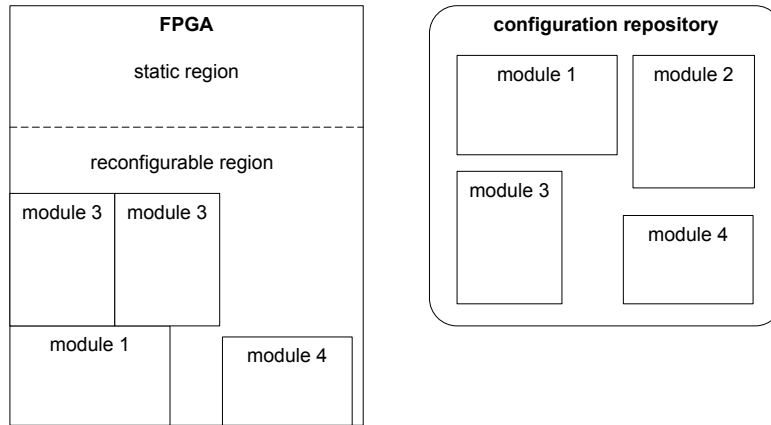 FPGA
static region
reconfigurable region
module 3
module 3
module 1
module 4
configuration repository
module 1
module 2
module 3
module 4